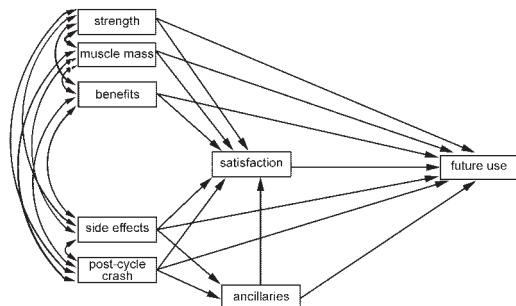 strength
muscle mass
benefits
satisfaction
future use
side effects
post-cycle
crash
ancillaries